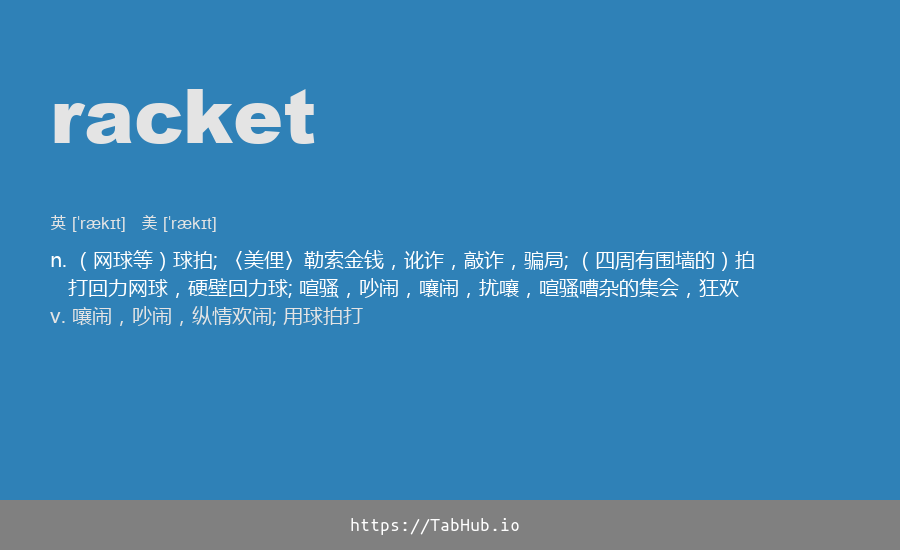 racket
英 [ˈrækɪt] 美 [ˈrækɪt]
n.（网球等）球拍; 〈美俚〉勒索金钱，讹诈，敲诈，骗局;（四周有围墙的）拍
打回力网球，硬壁回力球; 喧骚，吵闹，嚷闹，扰嚷，喧骚嘈杂的集会，狂欢
v. 嚷闹，吵闹，纵情欢闹; 用球拍打
https://TabHub.io